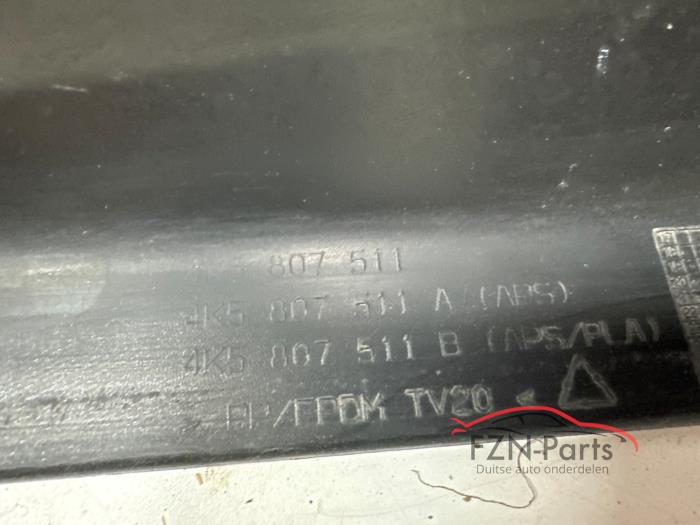 807 511
4K5 807 511 A (APS)
4K5 807 511 B (APS/PLA)
PP/EPDM TV20 <
FZN-Parts
Duitse auto onderdelen